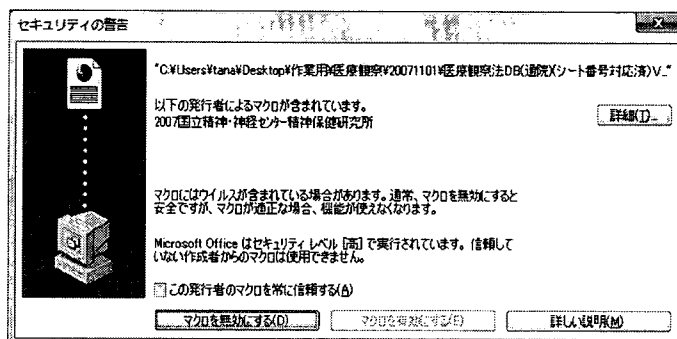 セキュリティの警告
"C:¥Users¥tana¥Desktop¥作業用¥医療観察¥20071101¥医療観察法DB(通院)(シート番号対応済)V..."
以下の発行者によるマクロが含まれています。
2007国立精神・神経センター精神保健研究所
詳細(T)...
マクロにはウイルスが含まれている場合があります。通常、マクロを無効にすると
安全ですが、マクロが適正な場合、機能が使えなくなります。
Microsoft Office はセキュリティ レベル [高] で実行されています。信頼して
いない作成者からのマクロは使用できません。
この発行者のマクロを常に信頼する(A)
マクロを無効にする(D)
マクロを有効にする(E)
詳しい説明(M)